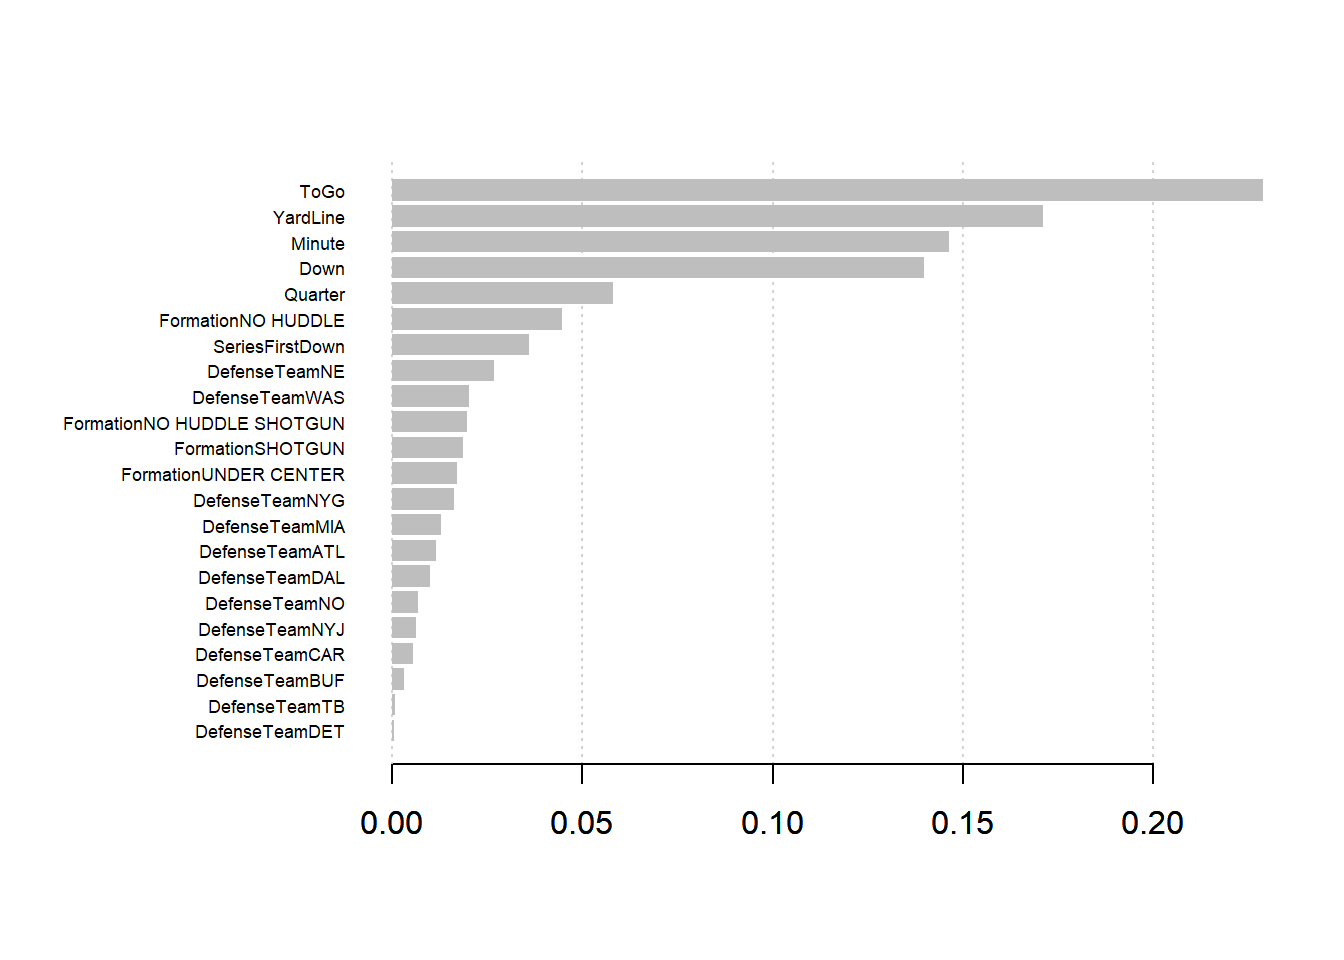 ToGo
YardLine
Minute
Down
Quarter
FormationNO HUDDLE
SeriesFirstDown
DefenseTeamNE
DefenseTeamWAS
FormationNO HUDDLE SHOTGUN
FormationSHOTGUN
FormationUNDER CENTER
DefenseTeamNYG
DefenseTeamMIA
DefenseTeamATL
DefenseTeamDAL
DefenseTeamNO
DefenseTeamNYJ
DefenseTeamCAR
DefenseTeamBUF
DefenseTeamTB
DefenseTeamDET
0.00 0.05 0.10 0.15 0.20